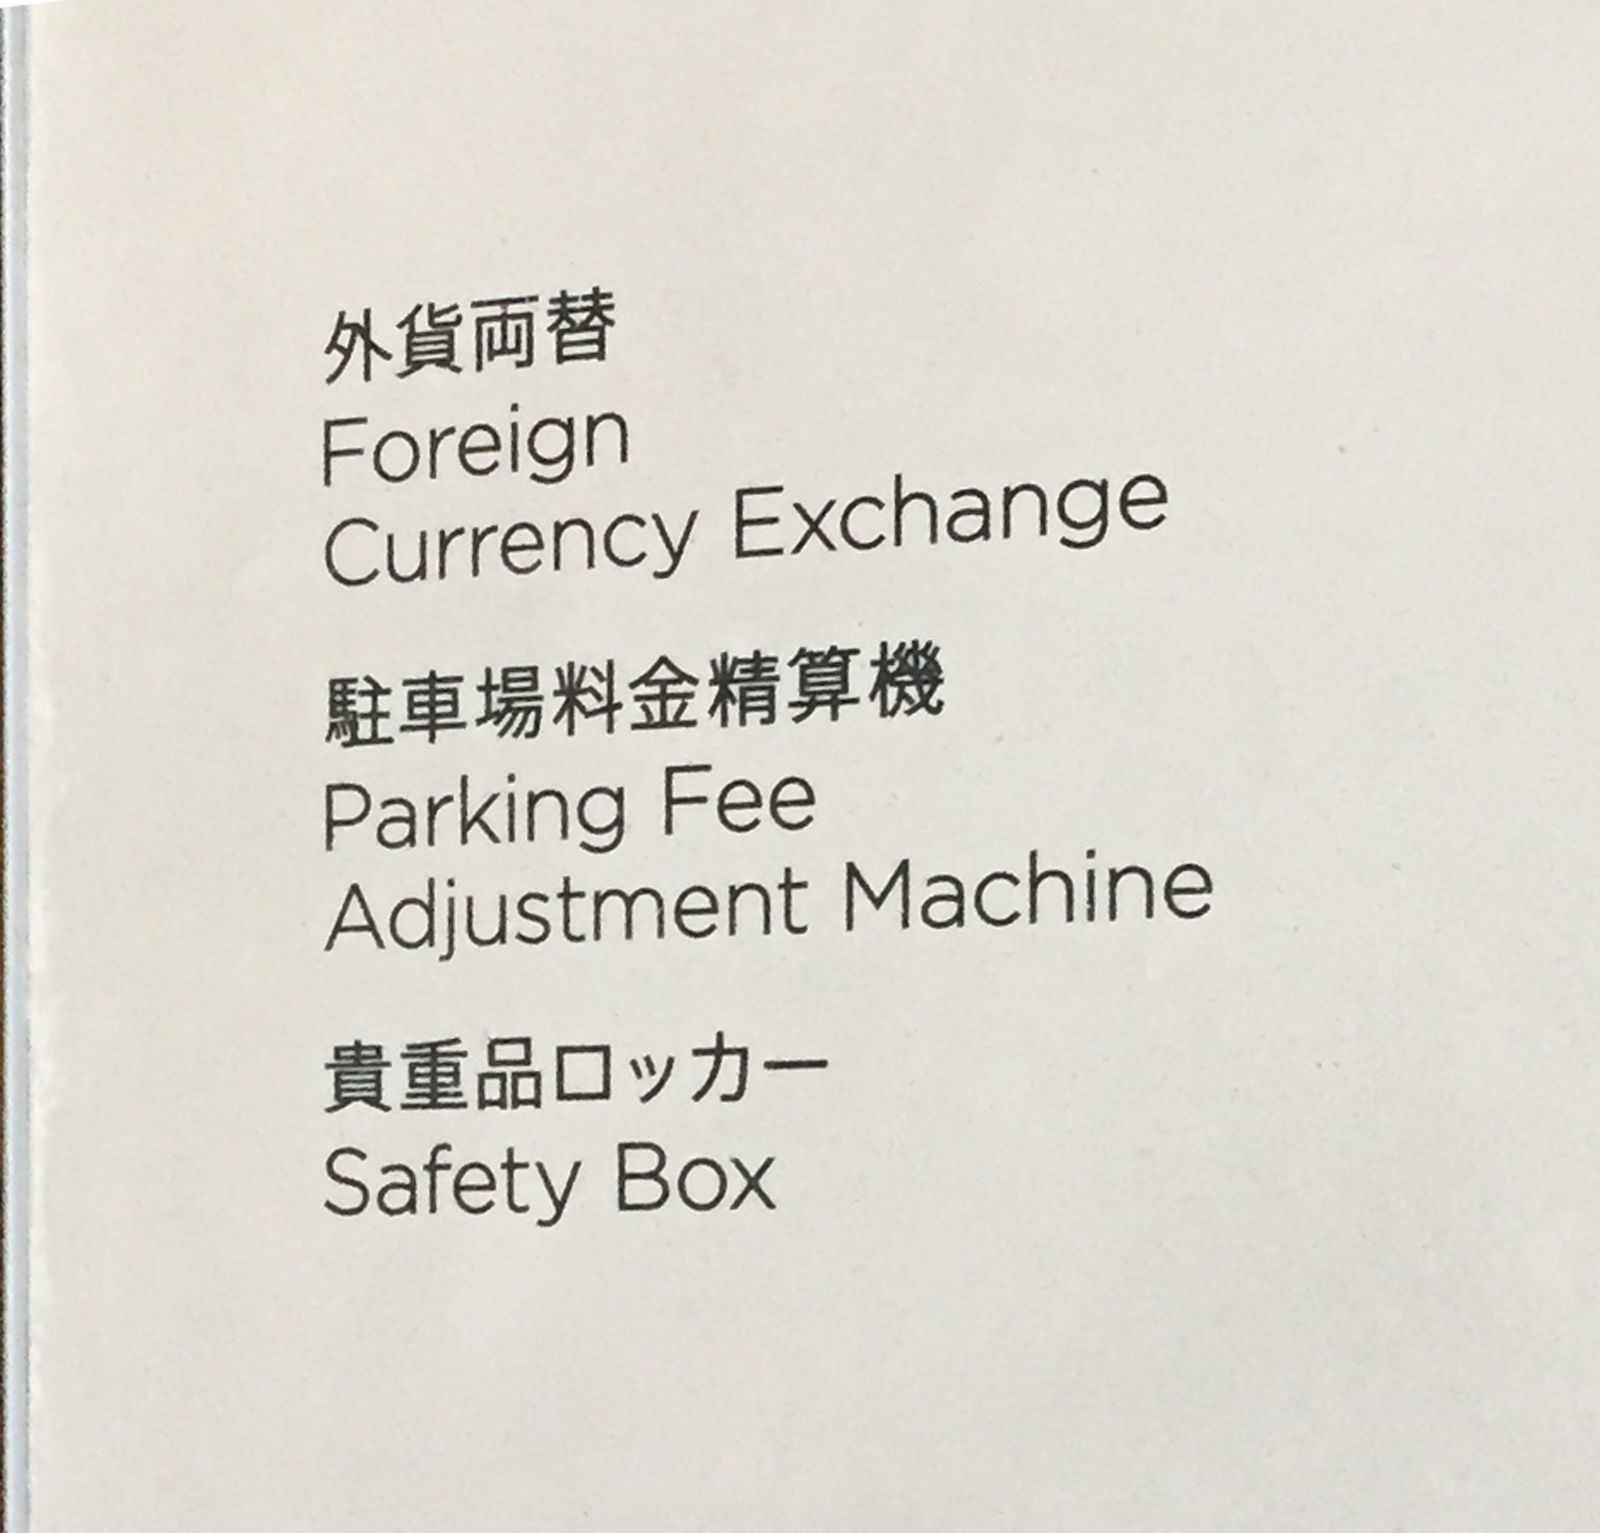 外貨両替
Foreign
Currency Exchange
駐車場料金精算機
Parking Fee
Adjustment Machine
貴重品ロッカー
Safety Box